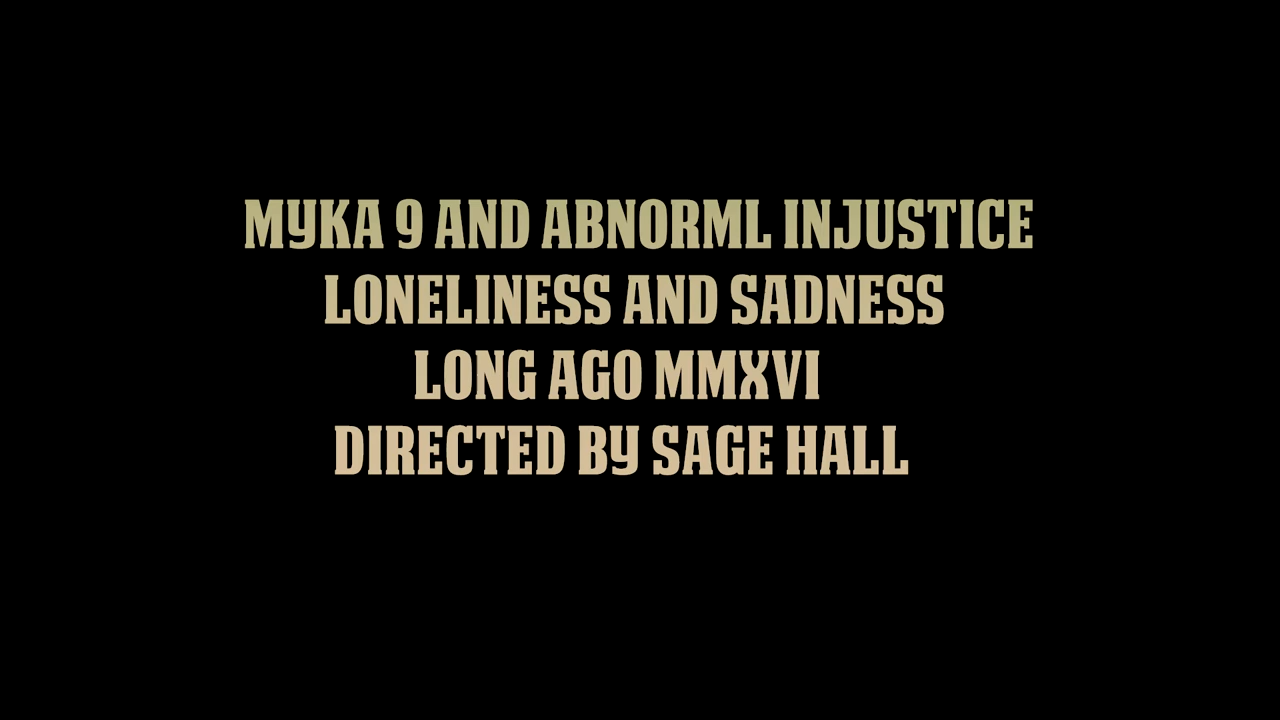 MYKA 9 AND ABNORML INJUSTICE
LONELINESS AND SADNESS
LONG AGO MMXVI
DIRECTED BY SAGE HALL